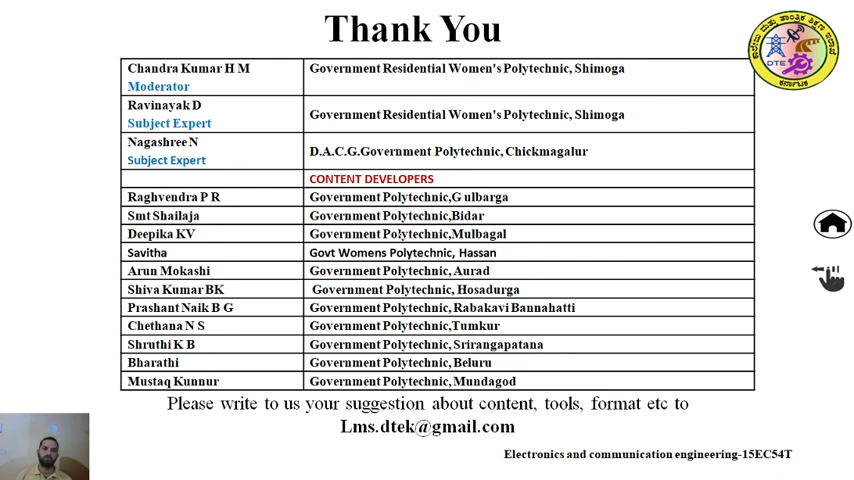 Thank You
Chandra Kumar H M
Moderator
Government Residential Women's Polytechnic, Shimoga
Ravinayak D
Subject Expert
Government Residential Women's Polytechnic, Shimoga
Nagashree N
Subject Expert
D.A.C.G.Government Polytechnic, Chickmagalur
CONTENT DEVELOPERS
Raghvendra P R Government Polytechnic,G ulbarga
Smt Shailaja Government Polytechnic,Bidar
Deepika KV Government Polytechnic,Mulbagal
Savitha Govt Womens Polytechnic, Hassan
Arun Mokashi Government Polytechnic, Aurad
Shiva Kumar BK Government Polytechnic, Hosadurga
Prashant Naik B G Government Polytechnic, Rabakavi Bannahatti
Chethana N S Government Polytechnic,Tumkur
Shruthi K B Government Polytechnic, Srirangapatana
Bharathi Government Polytechnic, Beluru
Mustaq Kunnur Government Polytechnic, Mundagod
Please write to us your suggestion about content, tools, format etc to
Lms.dtek@gmail.com
Electronics and communication engineering-15EC54T
DTE
ಕರ್ನಾಟಕ